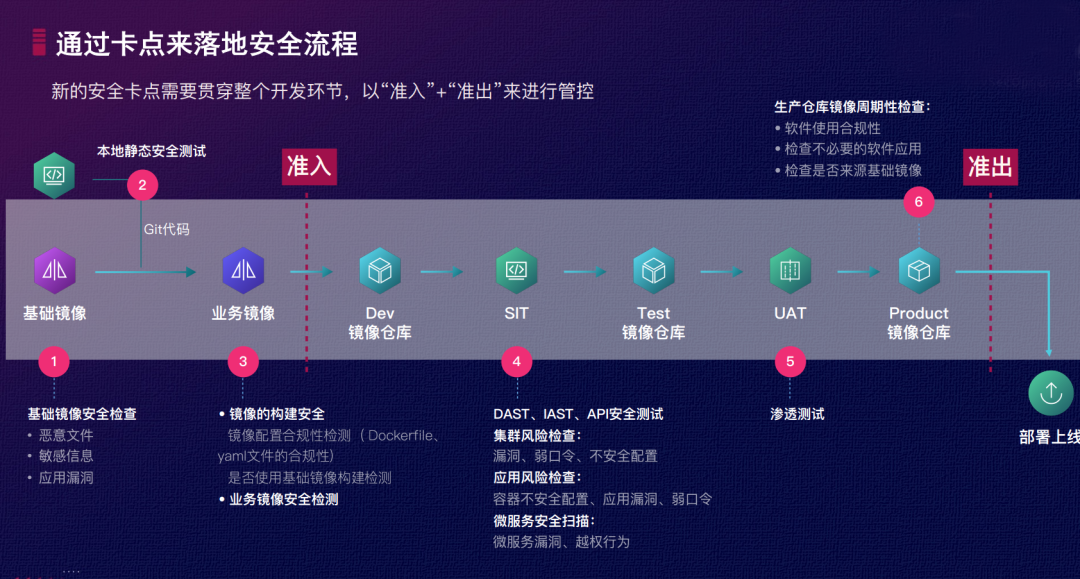 通过卡点来落地安全流程
新的安全卡点需要贯穿整个开发环节，以“准入”+“准出”来进行管控
生产仓库镜像周期性检查：
• 软件使用合规性
• 检查不必要的软件应用
• 检查是否来源基础镜像
本地静态安全测试
准入
准出
2
6
Git代码
基础镜像
业务镜像
Dev
镜像仓库
SIT
Test
镜像仓库
UAT
Product
镜像仓库
1
3
4
5
基础镜像安全检查
• 恶意文件
• 敏感信息
• 应用漏洞
• 镜像的构建安全
镜像配置合规性检测（ Dockerfile、
yaml文件的合规性）
是否使用基础镜像构建检测
• 业务镜像安全检测
DAST、IAST、API安全测试
集群风险检查：
漏洞、弱口令、不安全配置
应用风险检查：
容器不安全配置、应用漏洞、弱口令
微服务安全扫描：
微服务漏洞、越权行为
渗透测试
部署上线